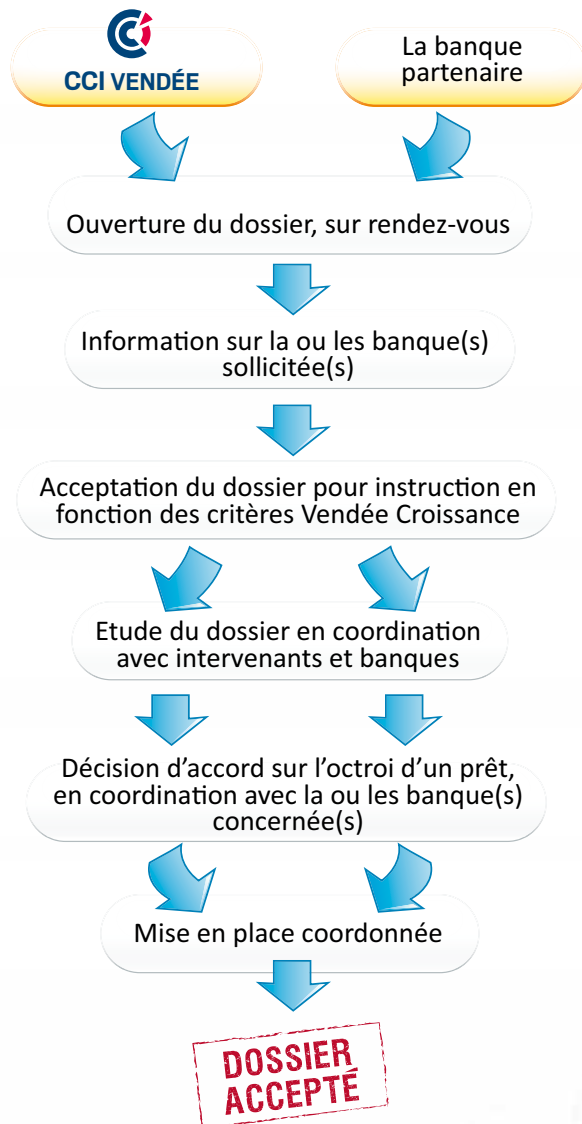 CCI VENDÉE
La banque
partenaire
Ouverture du dossier, sur rendez-vous
Information sur la ou les banque(s)
sollicitée(s)
Acceptation du dossier pour instruction en
fonction des critères Vendée Croissance
Etude du dossier en coordination
avec intervenants et banques
Décision d’accord sur l’octroi d’un prêt,
en coordination avec la ou les banque(s)
concernée(s)
Mise en place coordonnée
DOSSIER
ACCEPTÉ